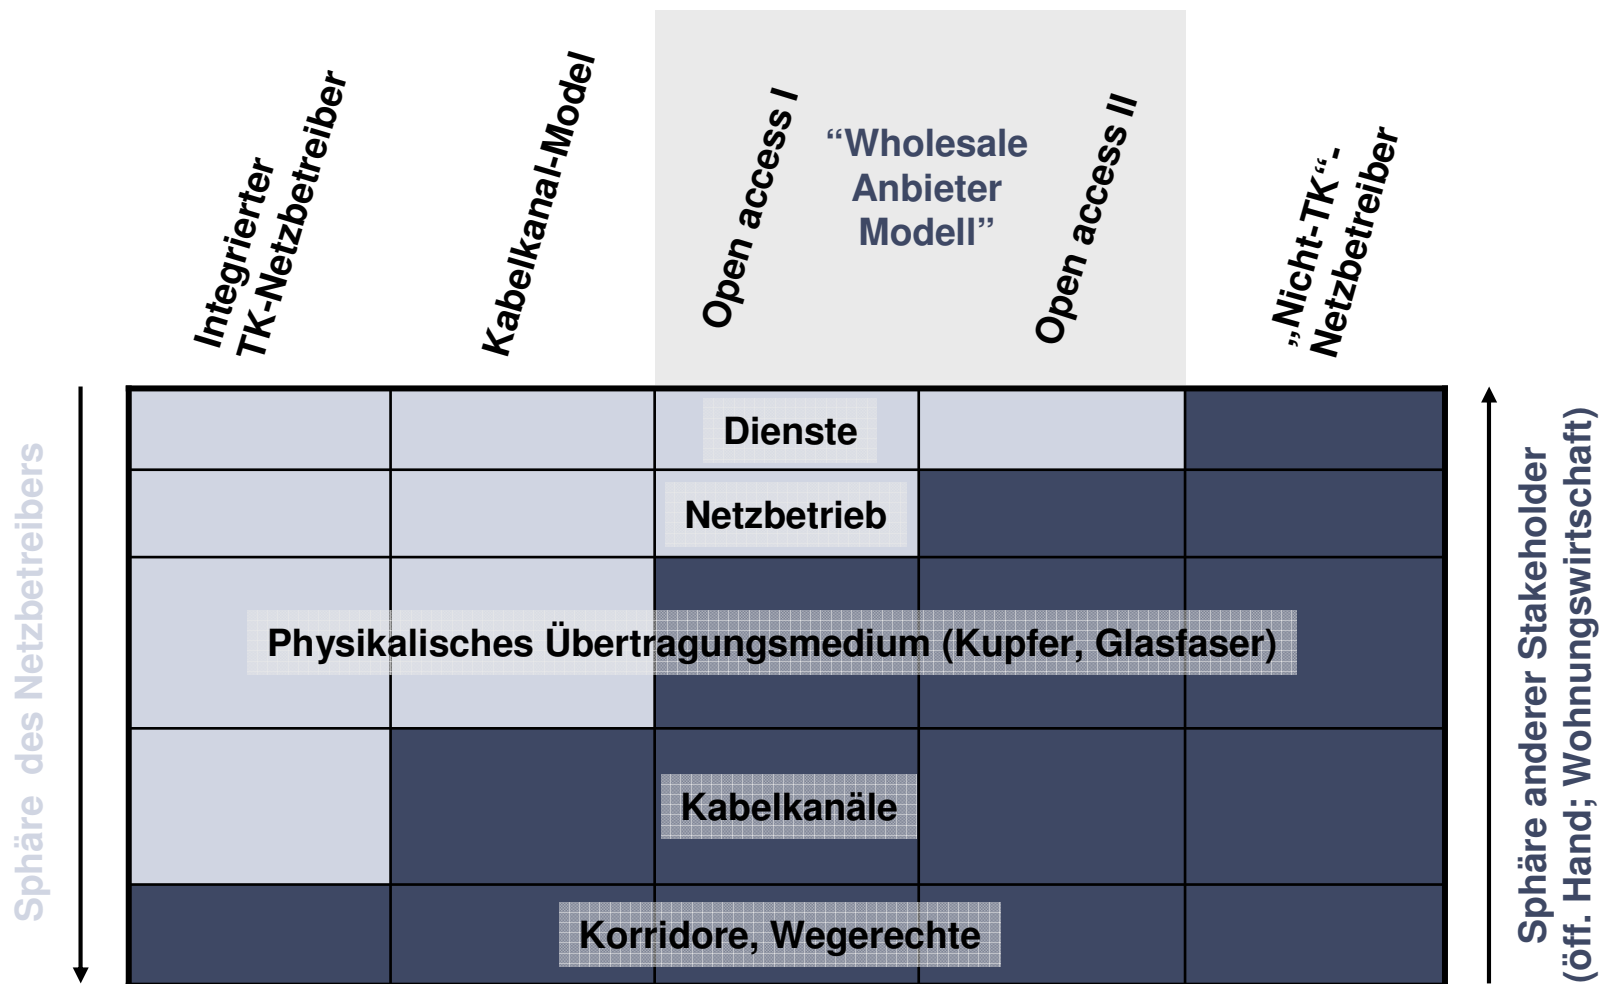 Integrierter
TK-Netzbetreiber
Kabelkanal-Model
Open access I
“Wholesale
Anbieter
Modell”
Open access II
„Nicht-TK“-
Netzbetreiber
Sphäre des Netzbetreibers
Dienste
Netzbetrieb
Physikalisches Übertragungsmedium (Kupfer, Glasfaser)
Kabelkanäle
Korridore, Wegerechte
Sphäre anderer Stakeholder
(öff. Hand; Wohnungswirtschaft)